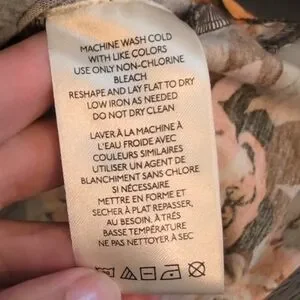 MACHINE WASH COLD
WITH LIKE COLORS
USE ONLY NON-CHLORINE
BLEACH
RESHAPE AND LAY FLAT TO DRY
LOW IRON AS NEEDED
DO NOT DRY CLEAN
LAVER À LA MACHINE À
L'EAU FROIDE AVEC
COULEURS SIMILAIRES
UTILISER UN AGENT DE
BLANCHIMENT SANS CHLORE
SI NÉCESSAIRE
METTRE EN FORME ET
SECHER À PLAT REPASSER,
AU BESOIN. À TRÈS
BASSE TEMPÉRATURE
NE PAS NETTOYER À SEC